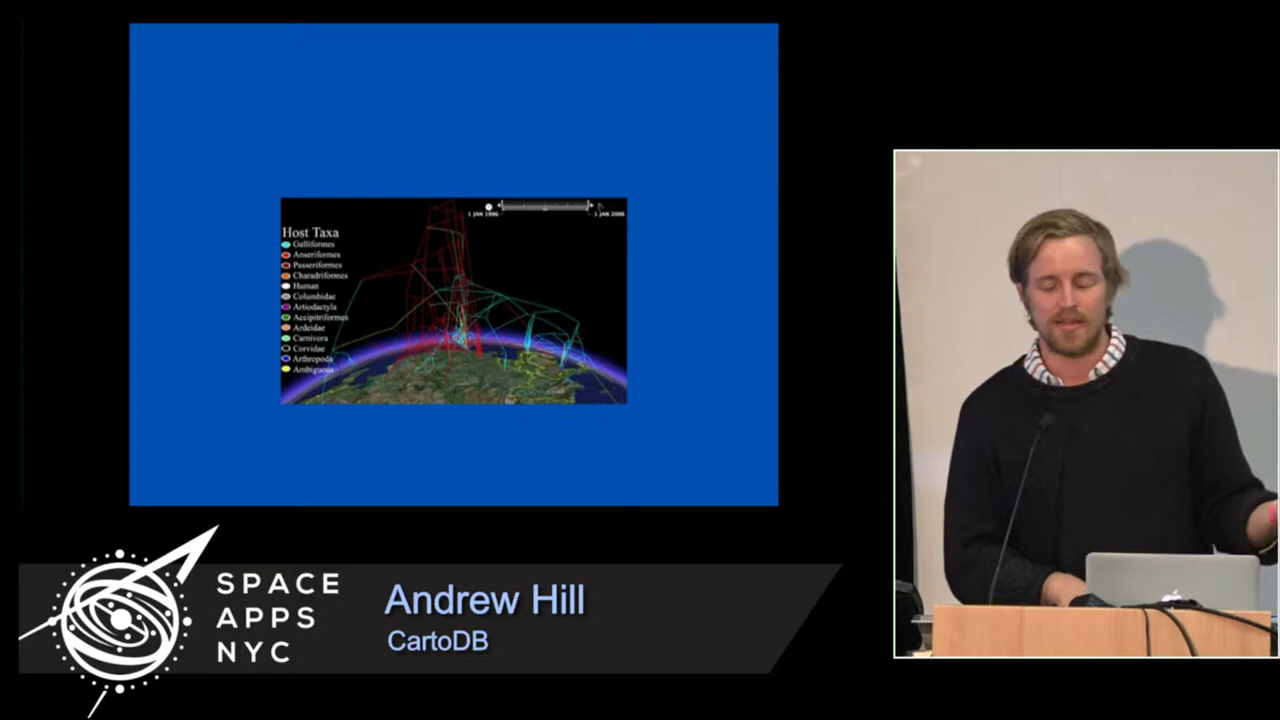 1 JAN 1996
1 JAN 2006
Host Taxa
Galliformes
Anseriformes
Passeriformes
Charadriformes
Human
Columbidae
Artiodactyla
Accipitriformes
Ardeidae
Carnivora
Corvidae
Arthropoda
Ambiguous
SPACE
APPS
NYC
Andrew Hill
CartoDB